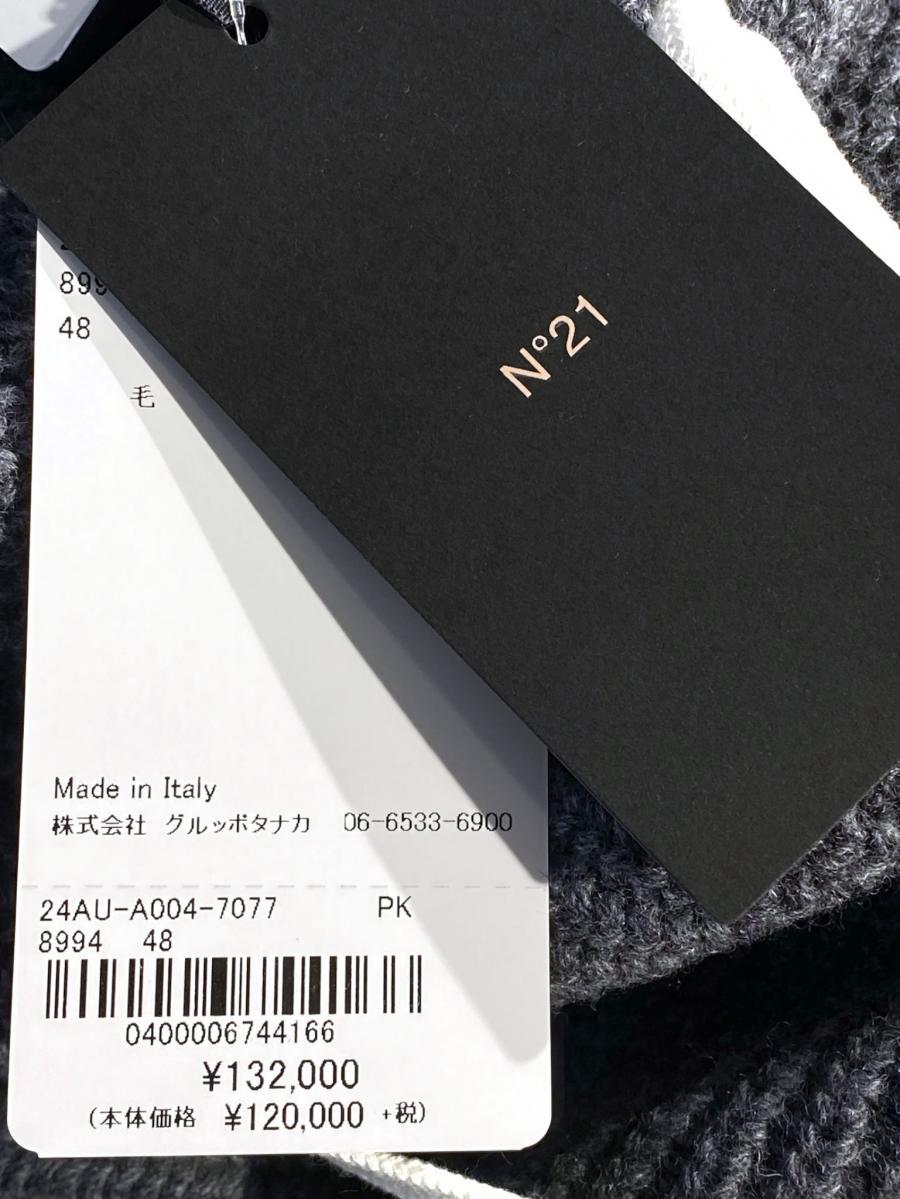 N°21
899
48
毛
Made in Italy
株式会社 グルッポタナカ 06-6533-6900
24AU-A004-7077 PK
8994 48
0400006744166
¥132,000
(本体価格 ¥120,000 +税)